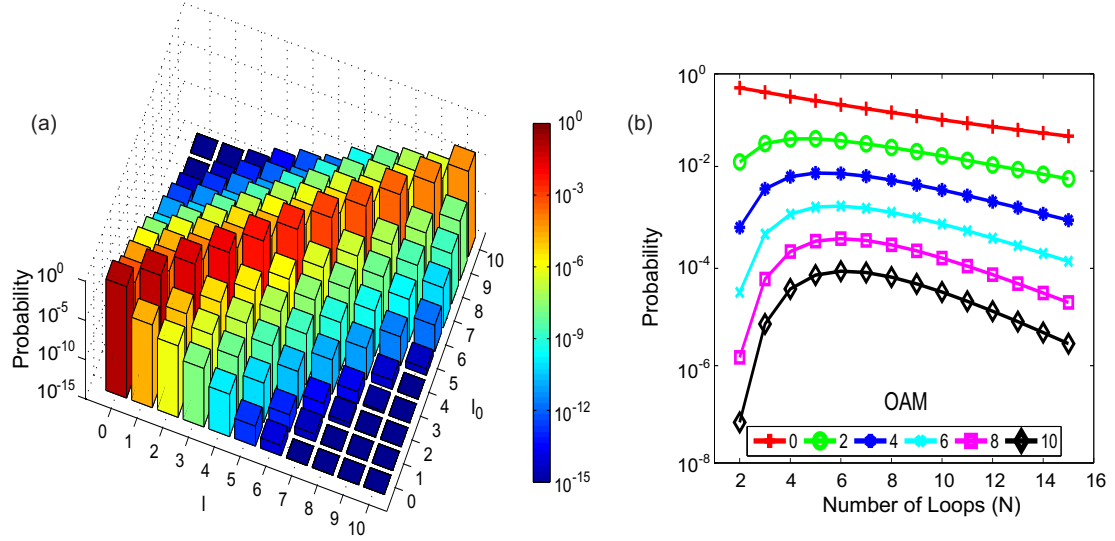 (a)
Probability
10^0
10^-5
10^-10
10^-15
0 1 2 3 4 5 6 7 8 9 10
l
0 1 2 3 4 5 6 7 8 9 10
l_0
10^0
10^-3
10^-6
10^-9
10^-12
10^-15
(b)
Probability
10^0
10^-2
10^-4
10^-6
10^-8
OAM
0 2 4 6 8 10
2 4 6 8 10 12 14 16
Number of Loops (N)